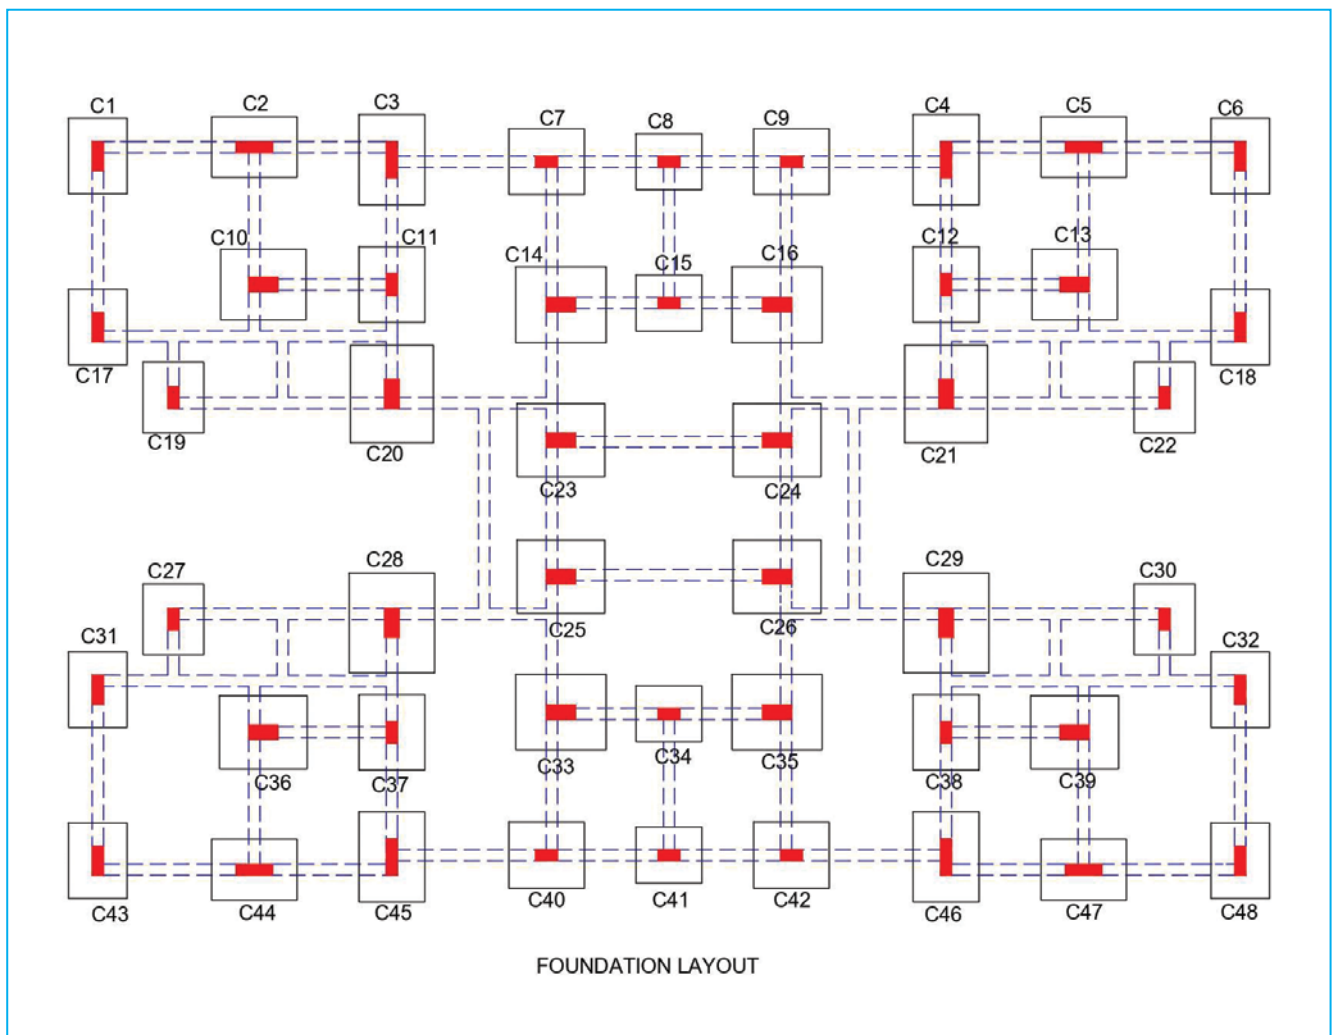 C1 C2 C3 C7 C8 C9 C4 C5 C6
C10 C11 C14 C15 C16 C12 C13
C17 C19 C20 C21 C22 C18
C23 C24
C27 C28 C29 C30
C31 C25 C26 C32
C36 C37 C33 C34 C35 C38 C39
C43 C44 C45 C40 C41 C42 C46 C47 C48
FOUNDATION LAYOUT